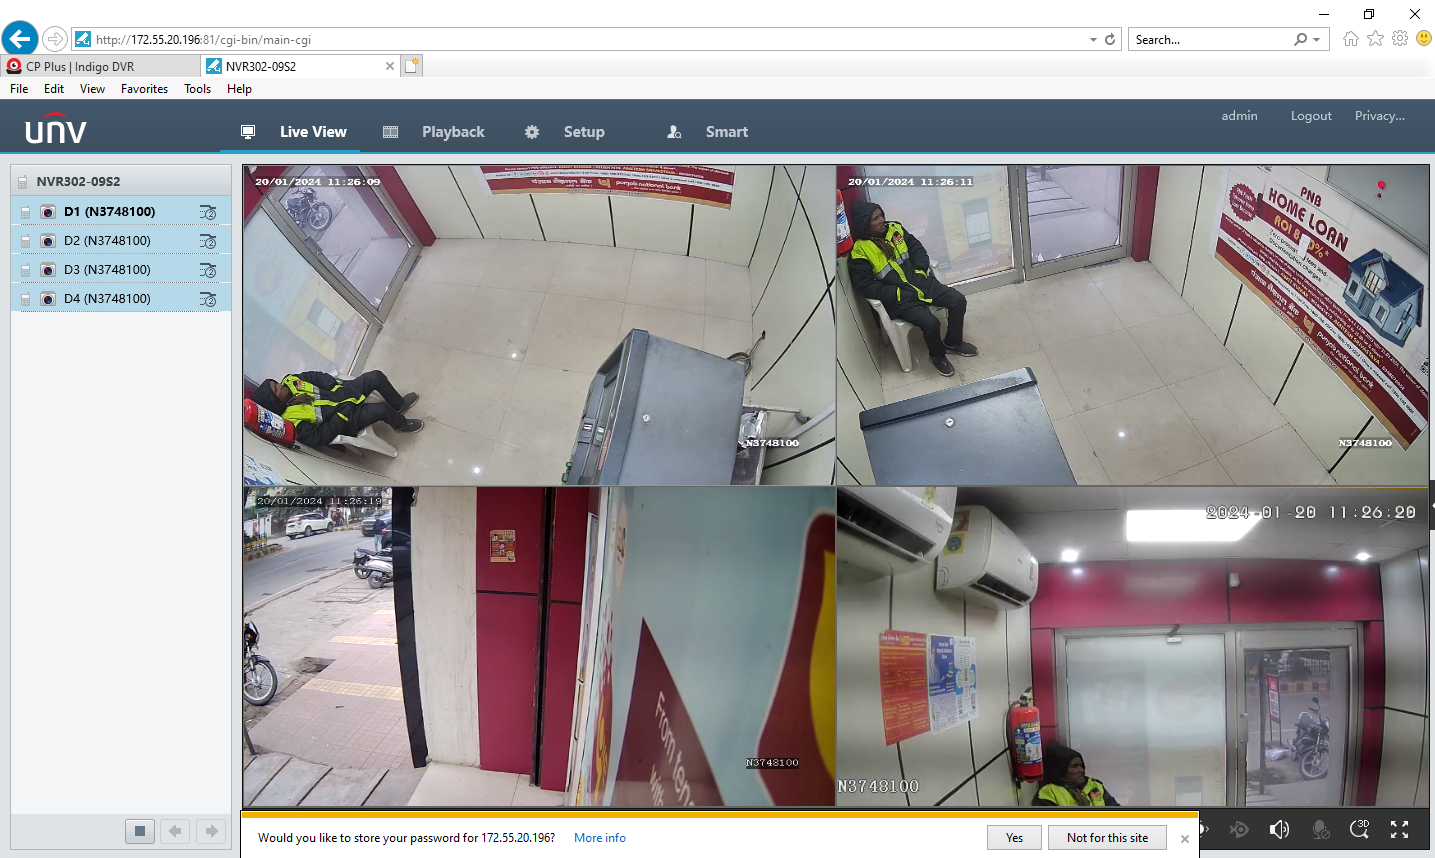 http://172.55.20.196:81/cgi-bin/main-cgi
Search...
CP Plus | Indigo DVR
NVR302-09S2
File Edit View Favorites Tools Help
unv
Live View
Playback
Setup
Smart
admin
Logout
Privacy...
NVR302-09S2
D1 (N3748100)
D2 (N3748100)
D3 (N3748100)
D4 (N3748100)
20/01/2024 11:26:09
पंजाब नैशनल बैंक
punjab national bank
N3748100
20/01/2024 11:26:11
PNB
HOME LOAN
ROI 8
पंजाब नैशनल बैंक
punjab national bank
N3748100
20/01/2024 11:26:19
From ten
N3748100
2024-01-20 11:26:20
N3748100
Would you like to store your password for 172.55.20.196?
More info
Yes
Not for this site
3D